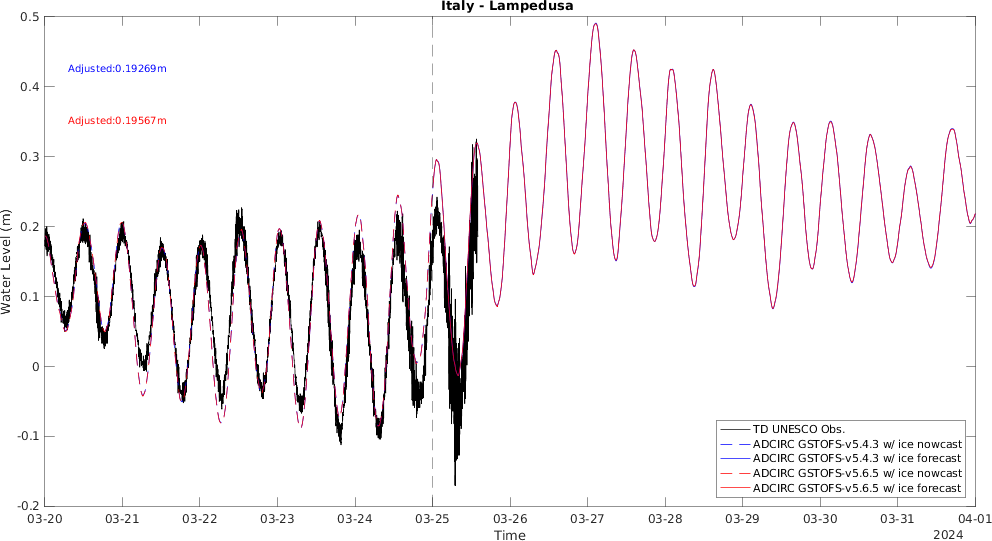 Italy - Lampedusa
0.5
0.4
0.3
0.2
0.1
0
-0.1
-0.2
Water Level (m)
Adjusted:0.19269m
Adjusted:0.19567m
TD UNESCO Obs.
ADCIRC GSTOFS-v5.4.3 w/ ice nowcast
ADCIRC GSTOFS-v5.4.3 w/ ice forecast
ADCIRC GSTOFS-v5.6.5 w/ ice nowcast
ADCIRC GSTOFS-v5.6.5 w/ ice forecast
03-20 03-21 03-22 03-23 03-24 03-25 03-26 03-27 03-28 03-29 03-30 03-31 04-01
Time
2024